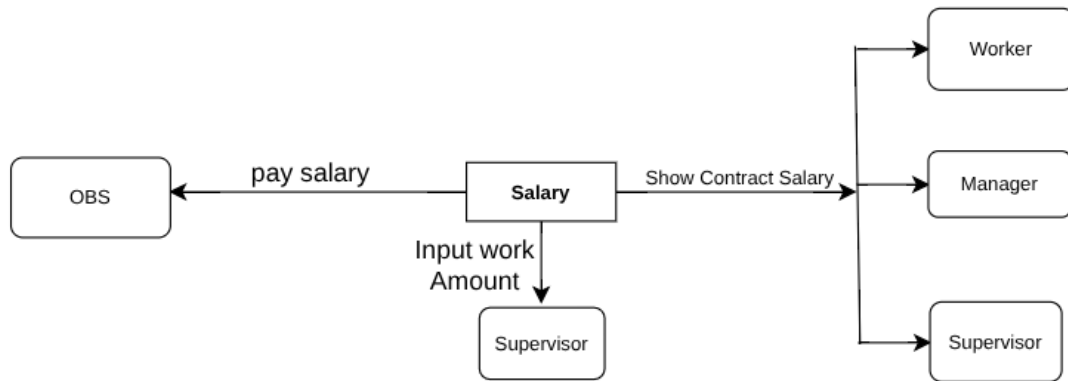 Worker
pay salary
OBS
Salary
Show Contract Salary
Manager
Input work
Amount
Supervisor
Supervisor